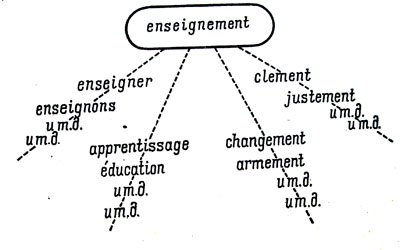 enseignement
enseigner
enseignons
и т.д.
и т.д.
apprentissage
éducation
и т.д.
и т.д.
changement
armement
и т.д.
и т.д.
clement
justement
и т.д.
и т.д.